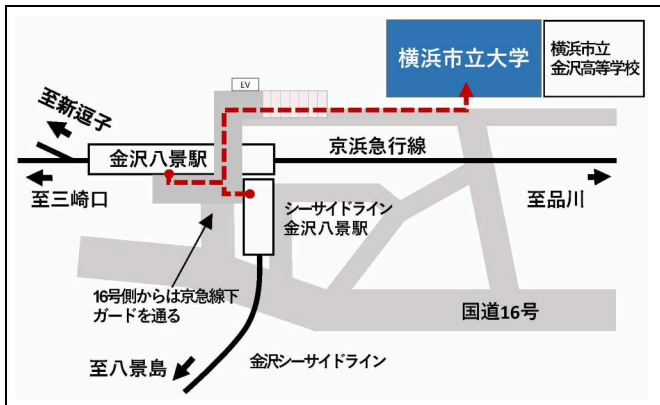 横浜市立大学
横浜市立
金沢高等学校
EV
至新逗子
金沢八景駅
京浜急行線
至三崎口
シーサイドライン
金沢八景駅
至品川
16号側からは京急線下
ガードを通る
国道16号
至八景島
金沢シーサイドライン